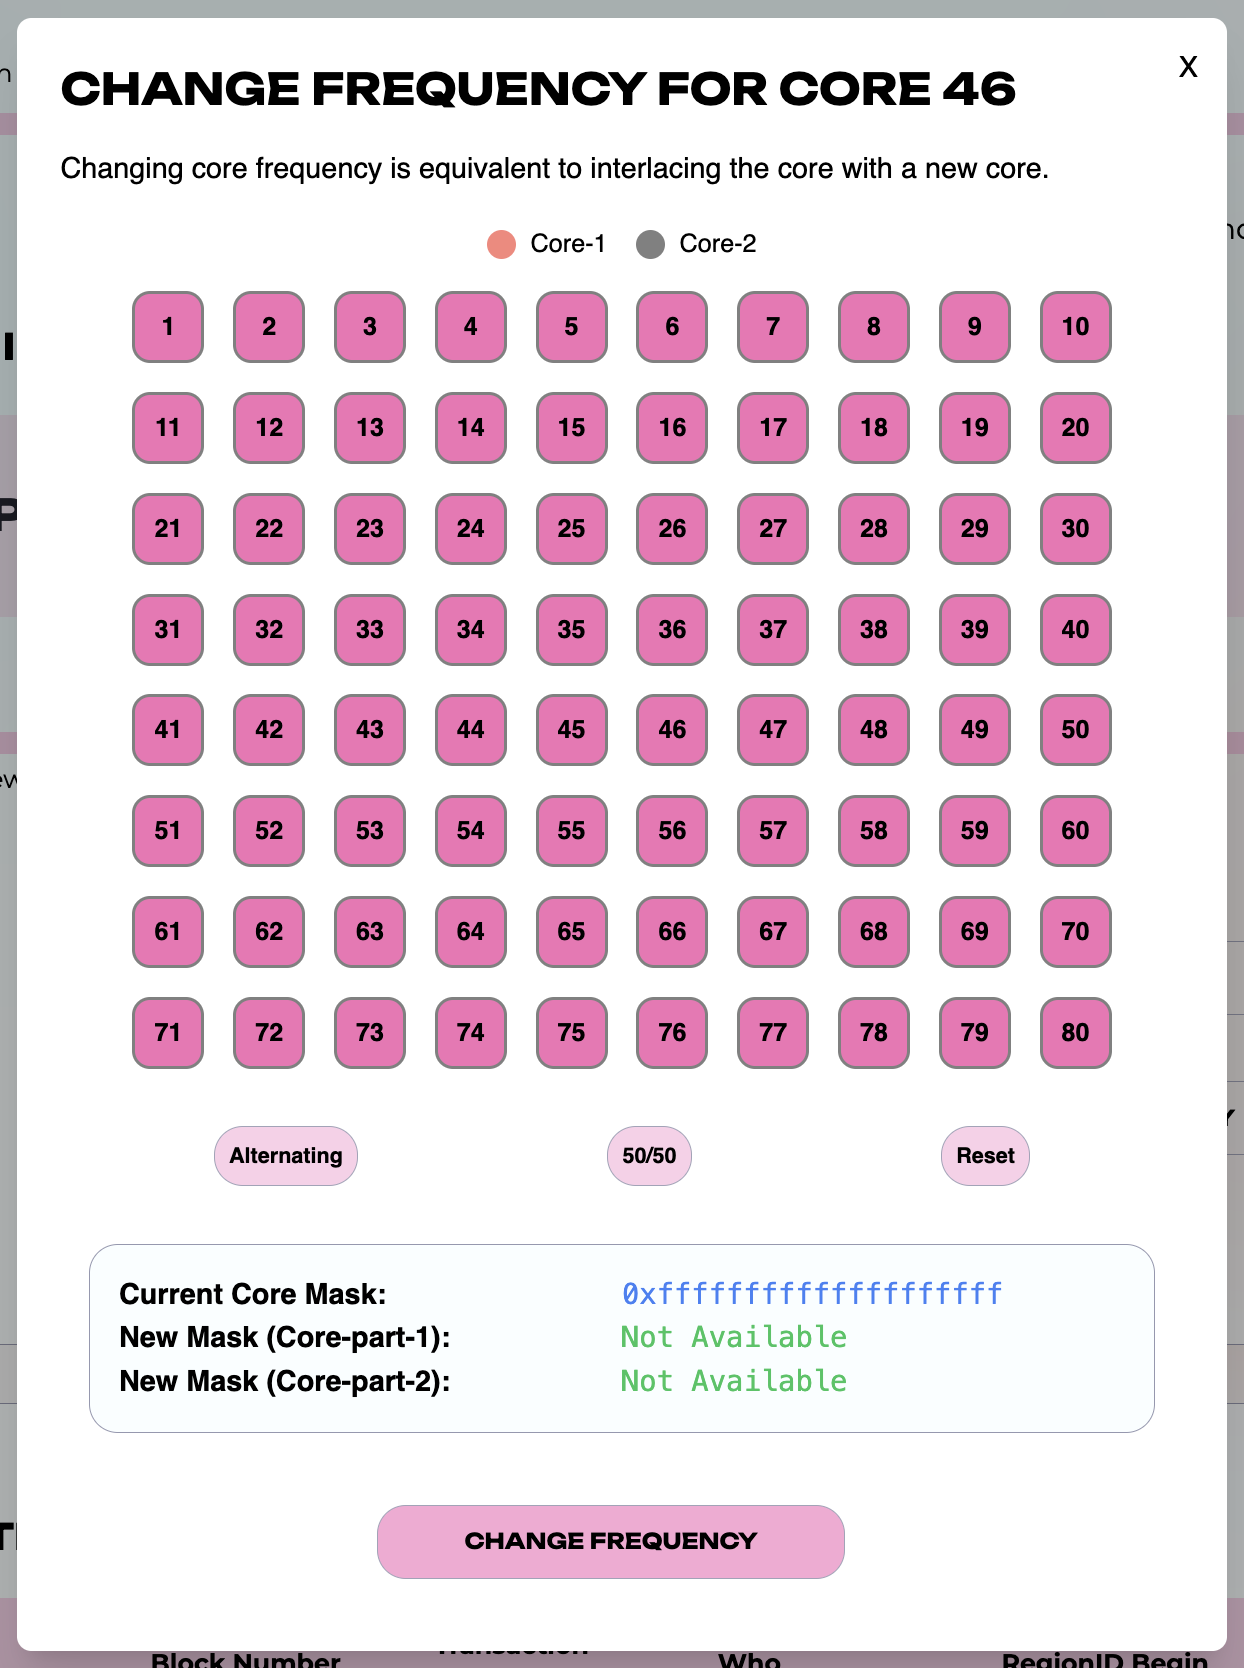 CHANGE FREQUENCY FOR CORE 46
X
Changing core frequency is equivalent to interlacing the core with a new core.
Core-1 Core-2
1 2 3 4 5 6 7 8 9 10
11 12 13 14 15 16 17 18 19 20
21 22 23 24 25 26 27 28 29 30
31 32 33 34 35 36 37 38 39 40
41 42 43 44 45 46 47 48 49 50
51 52 53 54 55 56 57 58 59 60
61 62 63 64 65 66 67 68 69 70
71 72 73 74 75 76 77 78 79 80
Alternating 50/50 Reset
Current Core Mask: 0xffffffffffffffffffff
New Mask (Core-part-1): Not Available
New Mask (Core-part-2): Not Available
CHANGE FREQUENCY
Block Number Transaction Who RegionID Begin